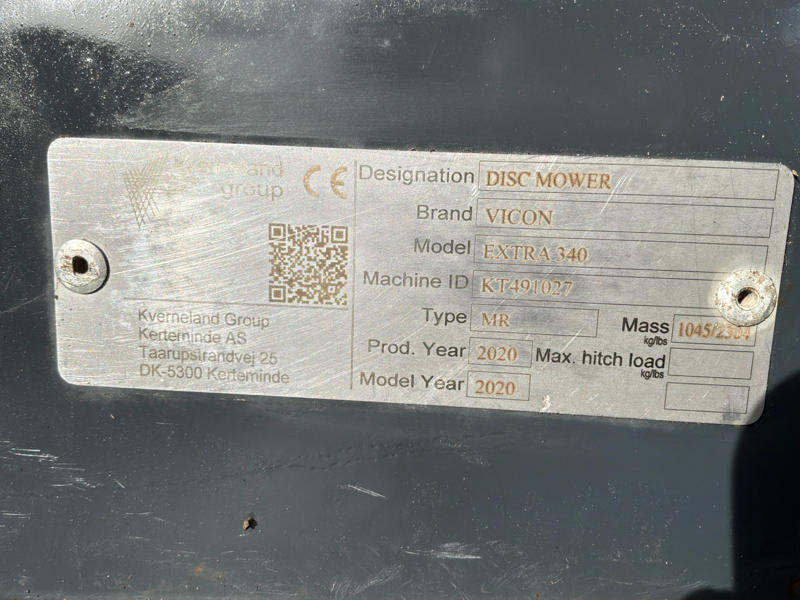 Kverneland
group
CE
Kverneland Group
Kerteminde AS
Taarupstrandvej 25
DK-5300 Kerteminde
Designation DISC MOWER
Brand VICON
Model EXTRA 340
Machine ID KT491027
Type MR Mass kg/lbs 1045/2304
Prod. Year 2020 Max. hitch load kg/lbs
Model Year 2020